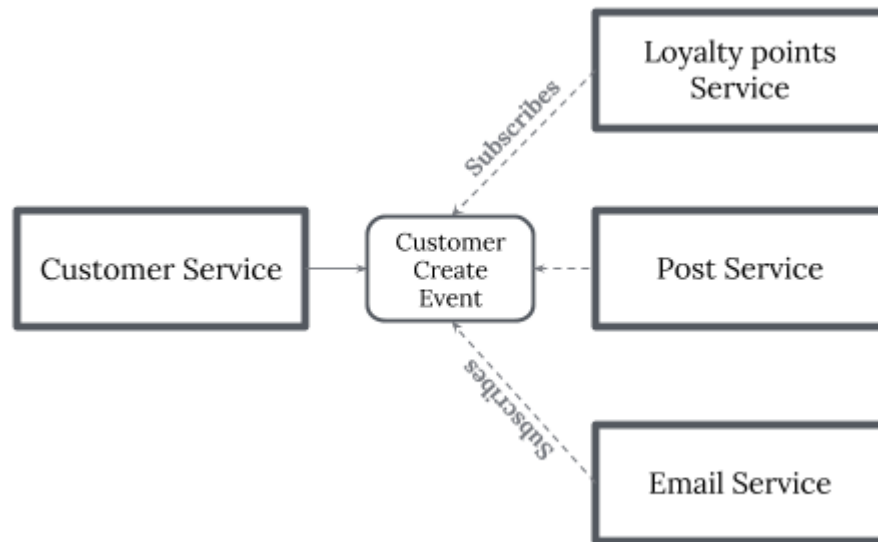 Loyalty points
Service
Subscribes
Customer Service
Customer
Create
Event
Post Service
Subscribes
Email Service